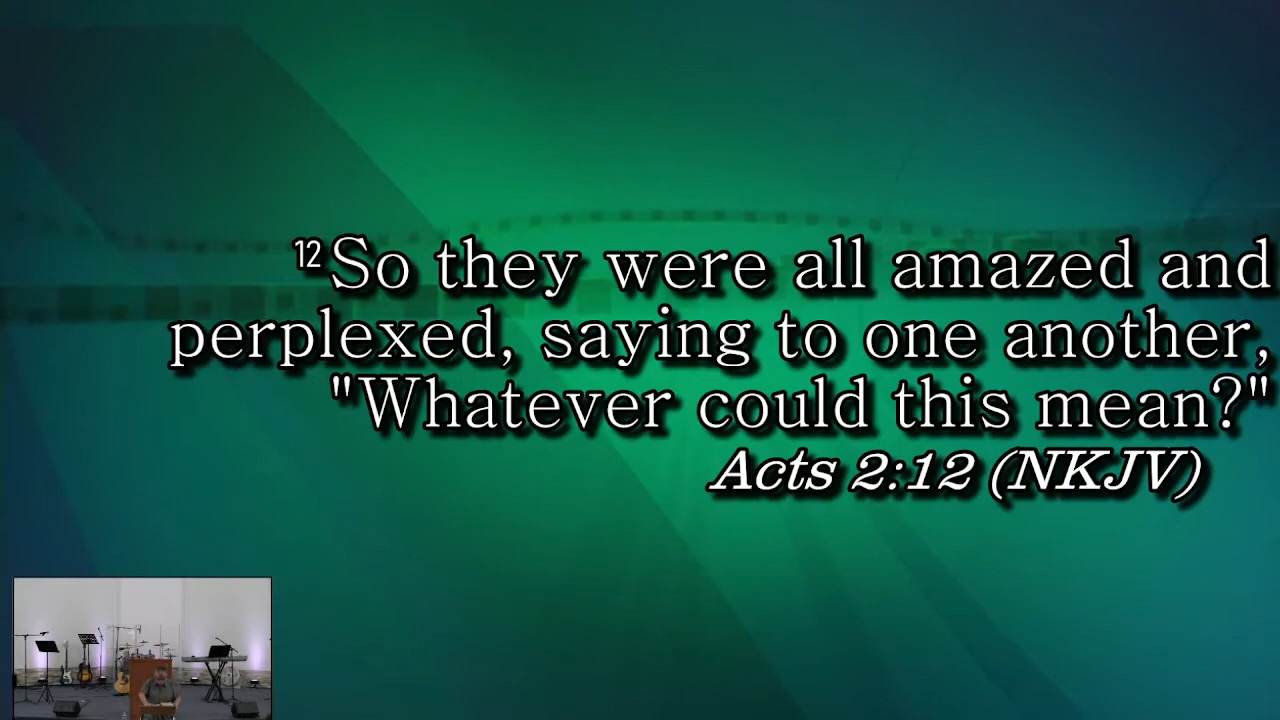 12So they were all amazed and
perplexed, saying to one another,
"Whatever could this mean?"
Acts 2:12 (NKJV)